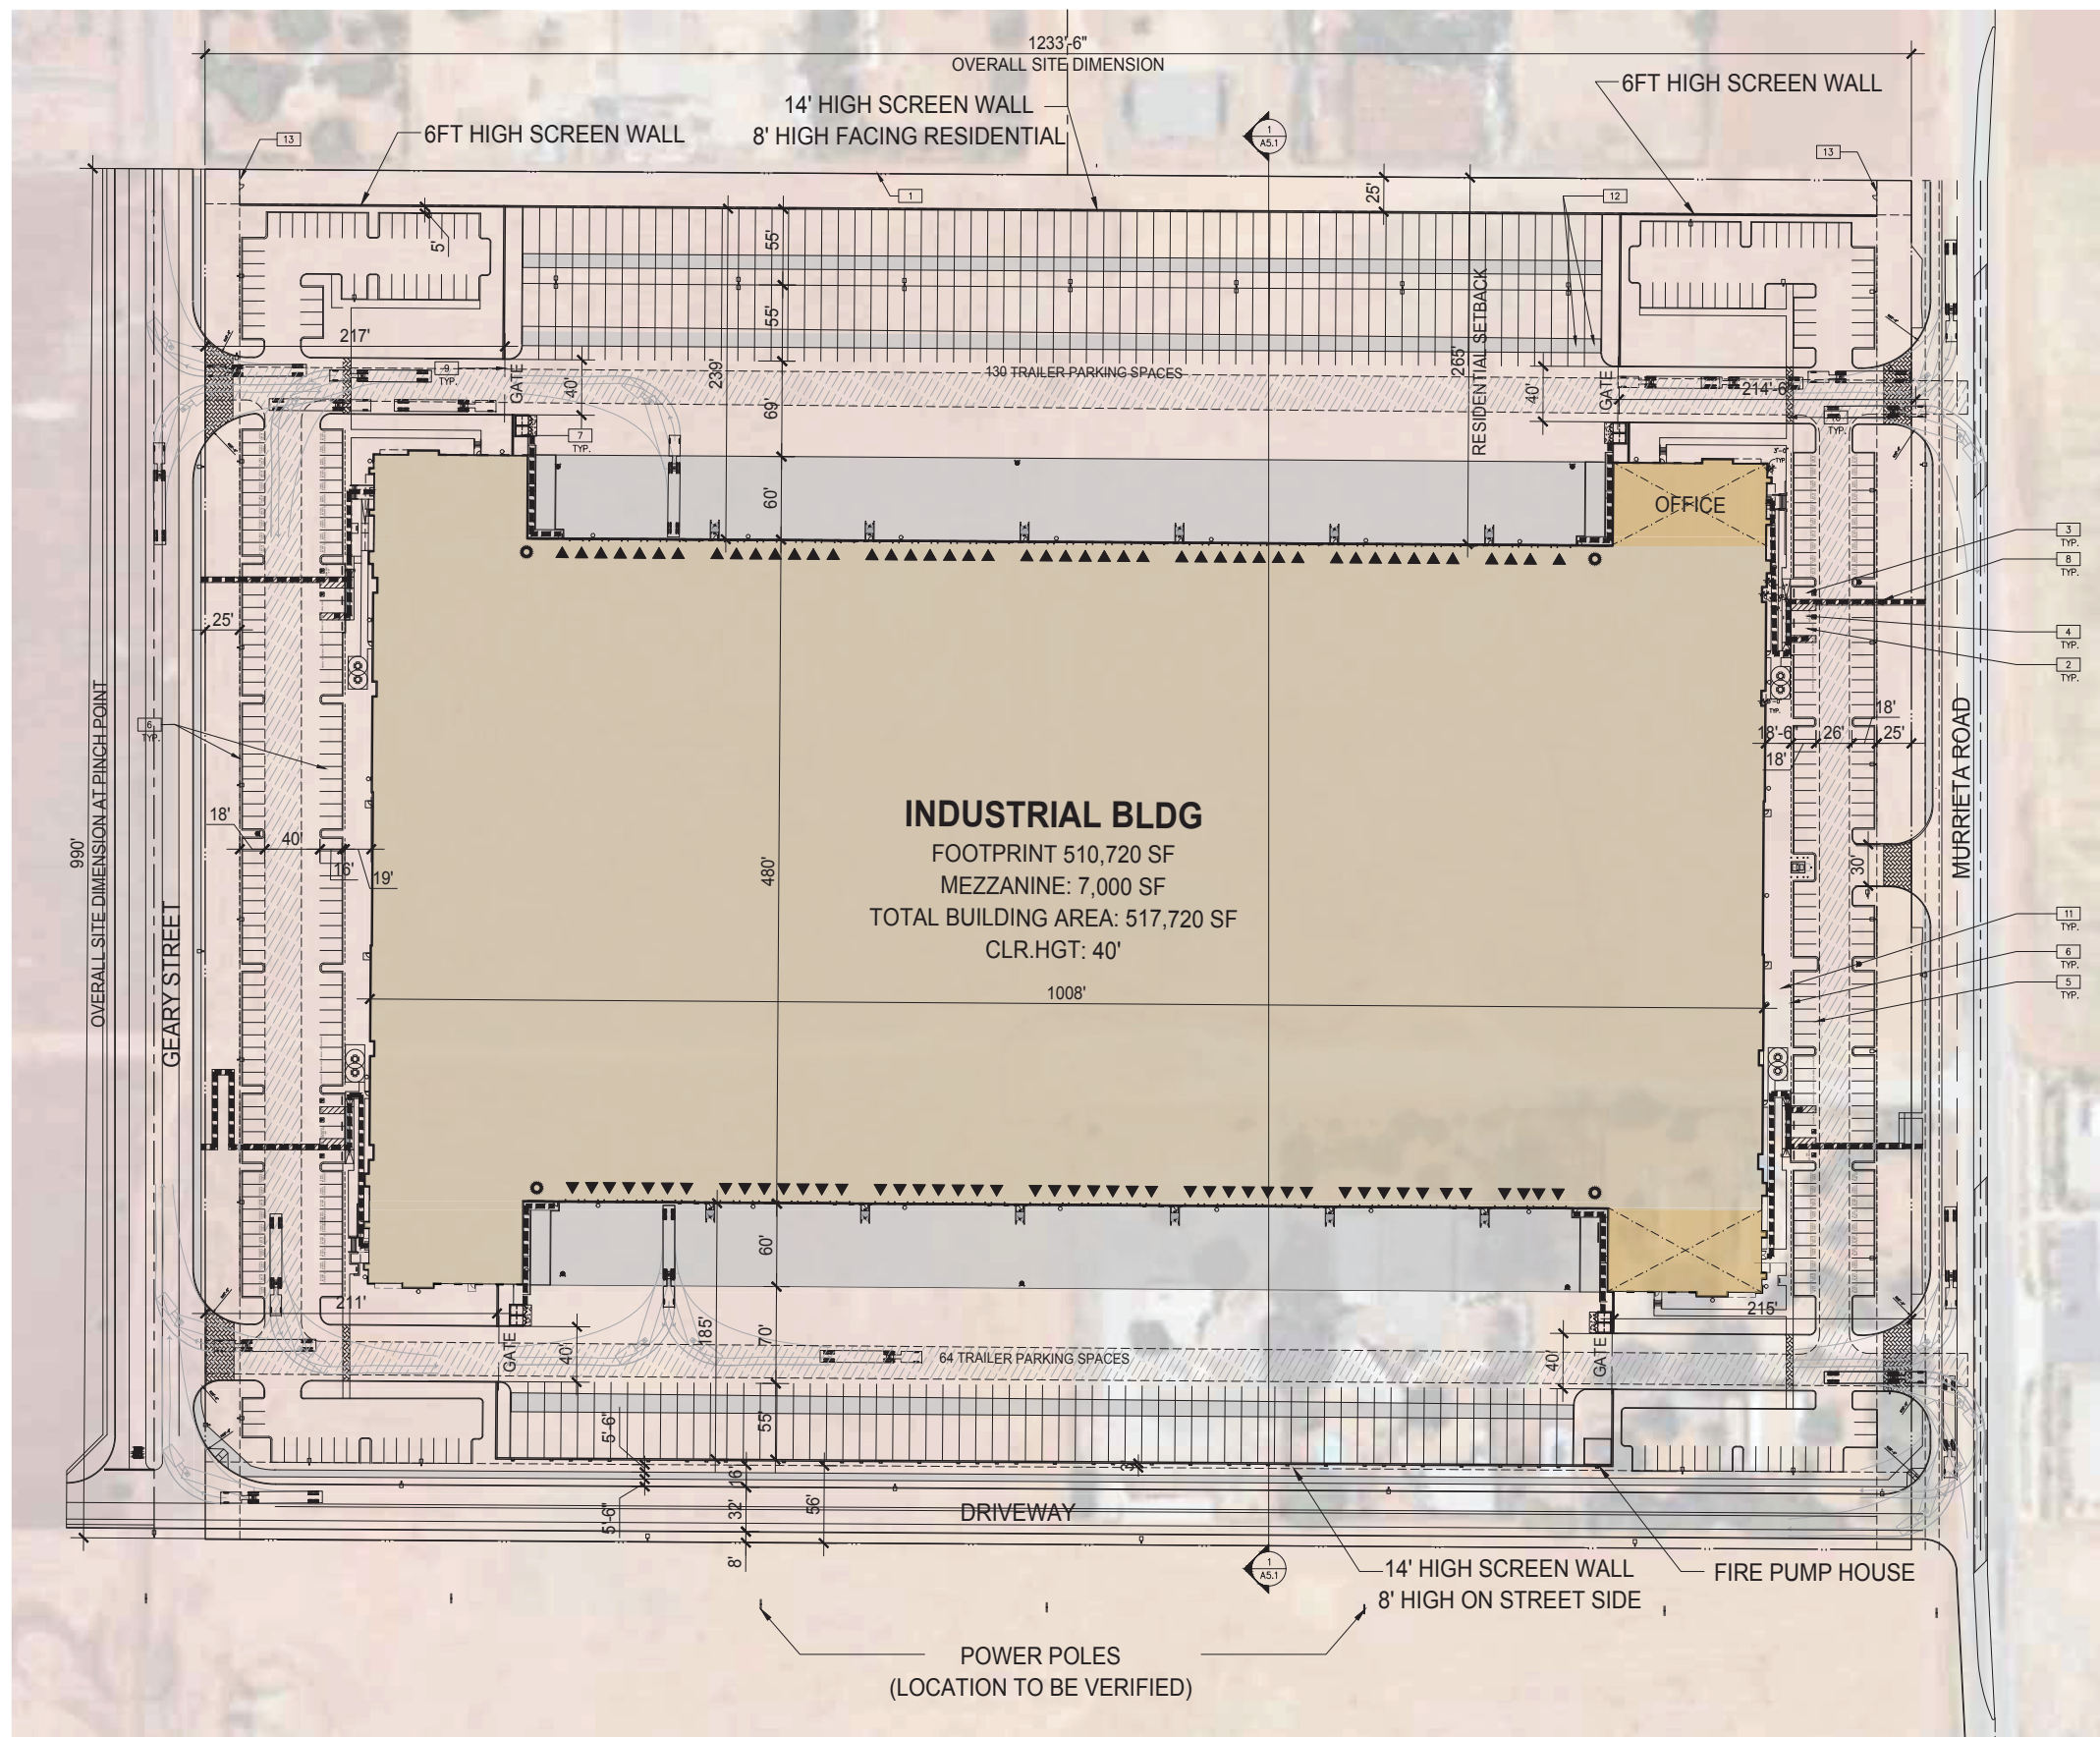 1233'-6"
OVERALL SITE DIMENSION
6FT HIGH SCREEN WALL
14' HIGH SCREEN WALL
8' HIGH FACING RESIDENTIAL
6FT HIGH SCREEN WALL
1
A5.1
13
13
1
12
25'
5'
55'
55'
239'
69'
60'
265'
RESIDENTIAL SETBACK
217'
9
TYP.
GATE
40'
130 TRAILER PARKING SPACES
40'
GATE
214'-6"
7
TYP.
TYP.
OFFICE
3
TYP.
8
TYP.
4
TYP.
2
TYP.
25'
990'
OVERALL SITE DIMENSION AT PINCH POINT
GEARY STREET
6
TYP.
18'
40'
16'
19'
TYP.
18'-6"
26'
18'
25'
18'
MURRIETA ROAD
30'
INDUSTRIAL BLDG
FOOTPRINT 510,720 SF
MEZZANINE: 7,000 SF
TOTAL BUILDING AREA: 517,720 SF
CLR.HGT: 40'
480'
1008'
11
TYP.
6
TYP.
5
TYP.
211'
GATE
40'
60'
185'
70'
64 TRAILER PARKING SPACES
40'
GATE
215'
55'
5'-6"
16'
3'
5'-6"
32'
56'
8'
DRIVEWAY
1
A5.1
14' HIGH SCREEN WALL
8' HIGH ON STREET SIDE
FIRE PUMP HOUSE
POWER POLES
(LOCATION TO BE VERIFIED)